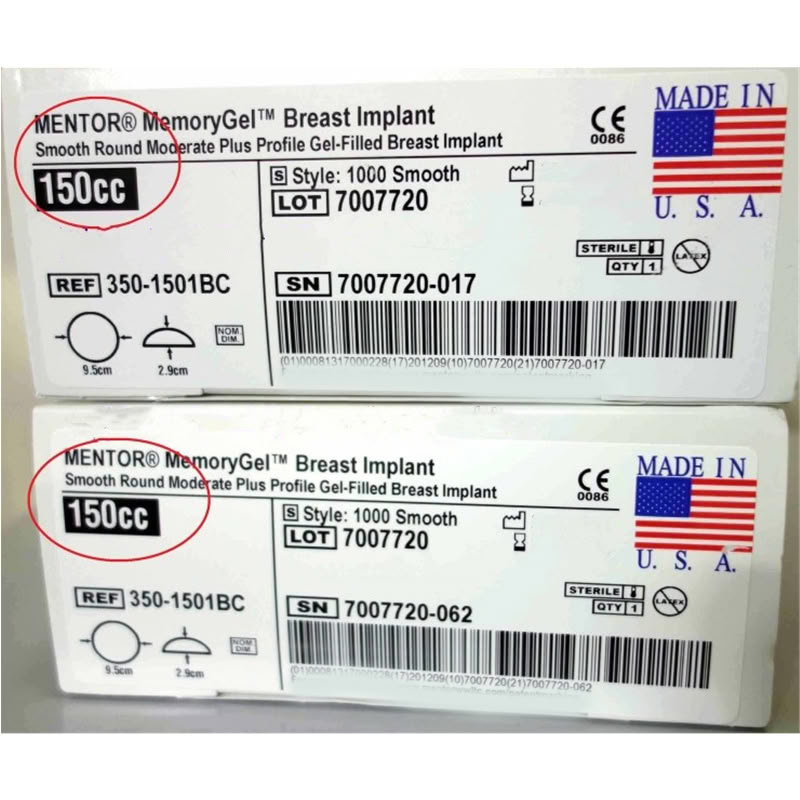 MENTOR® MemoryGel™ Breast Implant
Smooth Round Moderate Plus Profile Gel-Filled Breast Implant
150cc
S Style: 1000 Smooth
LOT 7007720
CE
0086
MADE IN
U. S. A.
STERILE
QTY 1
LATEX
REF 350-1501BC
SN 7007720-017
NOM.
DIM.
9.5cm
2.9cm
(01)00081317000228(17)201209(10)7007720(21)7007720-017
MENTOR® MemoryGel™ Breast Implant
Smooth Round Moderate Plus Profile Gel-Filled Breast Implant
150cc
S Style: 1000 Smooth
LOT 7007720
CE
0086
MADE IN
U. S. A.
STERILE
QTY 1
LATEX
REF 350-1501BC
SN 7007720-062
NOM.
DIM.
9.5cm
2.9cm
(01)00081317000228(17)201209(10)7007720(21)7007720-062